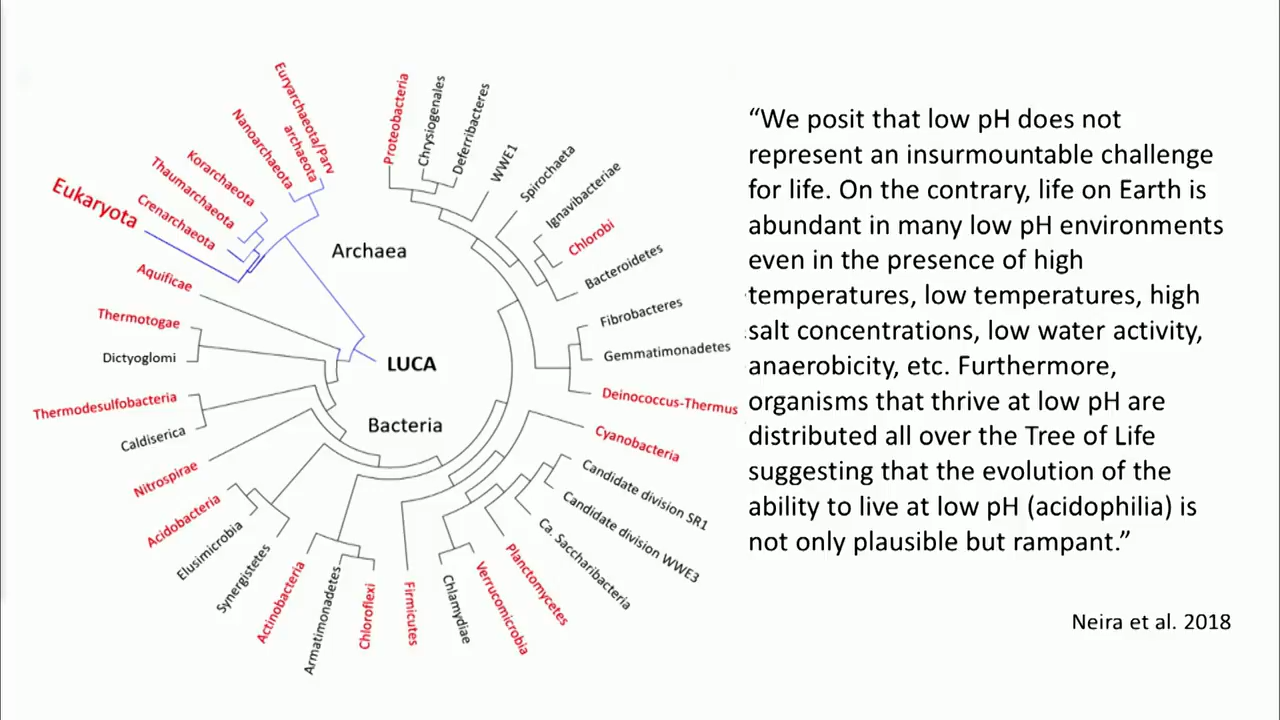 Euryarchaeota/Parv
archaeota
Nanoarchaeota
Korarchaeota
Thaumarchaeota
Crenarchaeota
Eukaryota
Aquificae
Thermotogae
Dictyoglomi
Thermodesulfobacteria
Caldiserica
Nitrospirae
Acidobacteria
Elusimicrobia
Synergistetes
Actinobacteria
Armatimonadetes
Chloroflexi
Firmicutes
Chlamydiae
Verrucomicrobia
Planctomycetes
Ca. Saccharibacteria
Candidate division WWE3
Candidate division SR1
Cyanobacteria
Deinococcus-Thermus
Gemmatimonadetes
Fibrobacteres
Bacteroidetes
Chlorobi
Ignavibacteriae
Spirochaeta
WWE1
Deferribacteres
Chrysiogenales
Proteobacteria
Archaea
LUCA
Bacteria
“We posit that low pH does not
represent an insurmountable challenge
for life. On the contrary, life on Earth is
abundant in many low pH environments
even in the presence of high
temperatures, low temperatures, high
salt concentrations, low water activity,
anaerobicity, etc. Furthermore,
organisms that thrive at low pH are
distributed all over the Tree of Life
suggesting that the evolution of the
ability to live at low pH (acidophilia) is
not only plausible but rampant.”
Neira et al. 2018